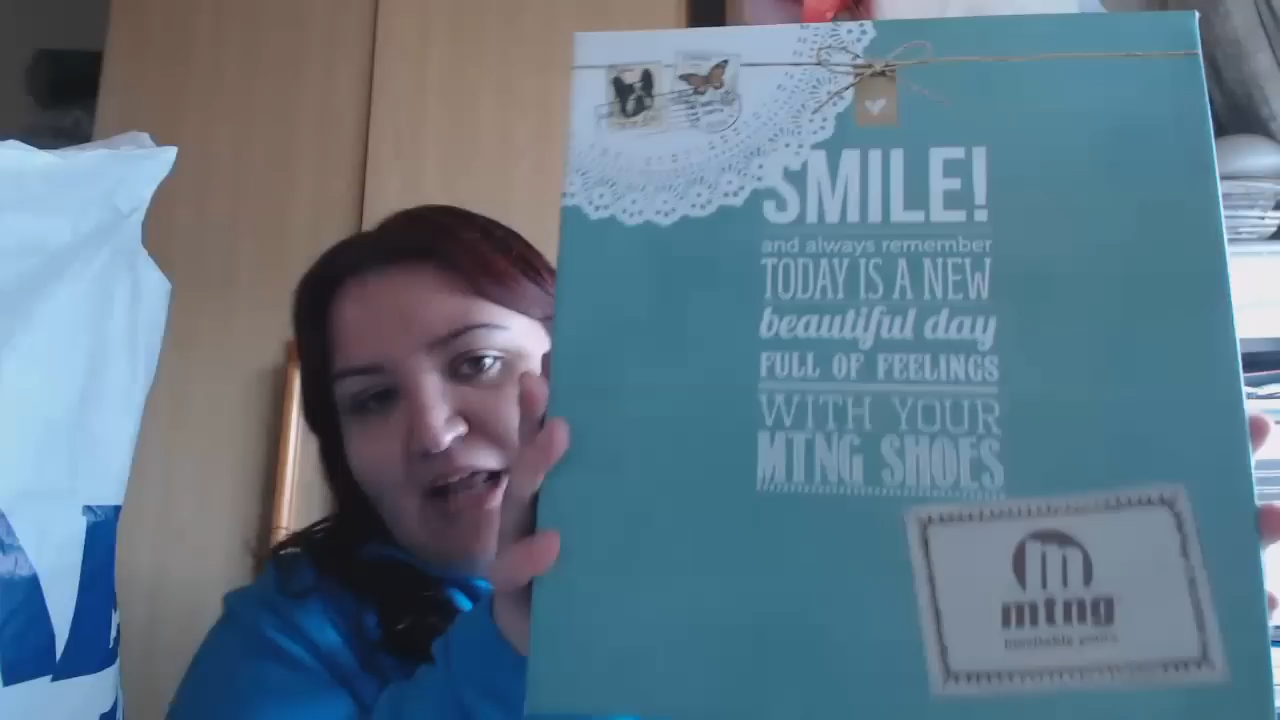 SMILE!
and always remember
TODAY IS A NEW
beautiful day
FULL OF FEELINGS
WITH YOUR
MTNG SHOES
mtng